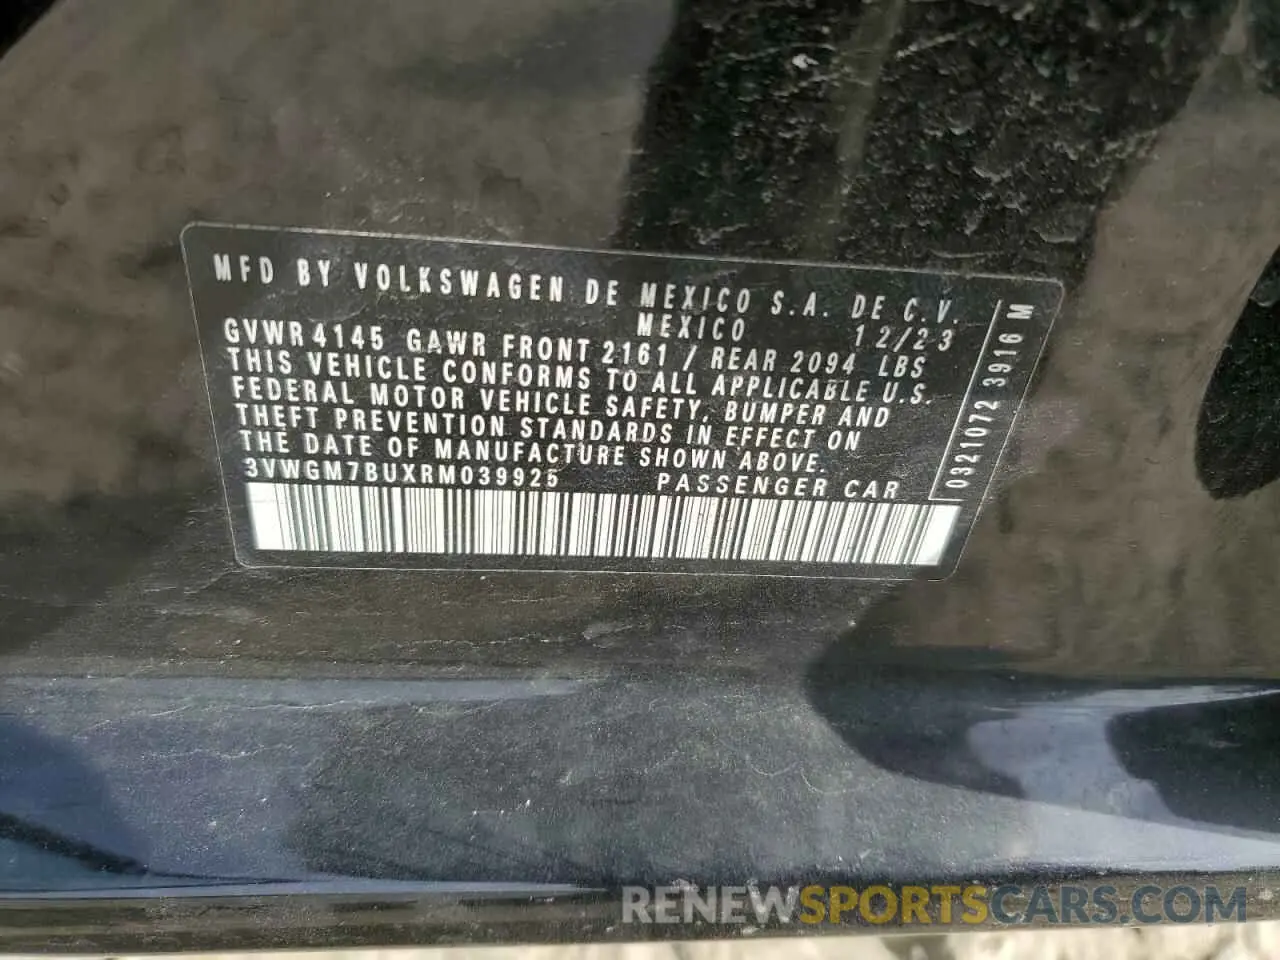 MFD BY VOLKSWAGEN DE MEXICO S.A. DE C.V.
MEXICO 12/23
GVWR 4145 GAWR FRONT 2161 / REAR 2094 LBS
THIS VEHICLE CONFORMS TO ALL APPLICABLE U.S.
FEDERAL MOTOR VEHICLE SAFETY, BUMPER AND
THEFT PREVENTION STANDARDS IN EFFECT ON
THE DATE OF MANUFACTURE SHOWN ABOVE.
3VWGM7BUXRM039925 PASSENGER CAR
0321072 3916 M
RENEWSPORTSCARS.COM